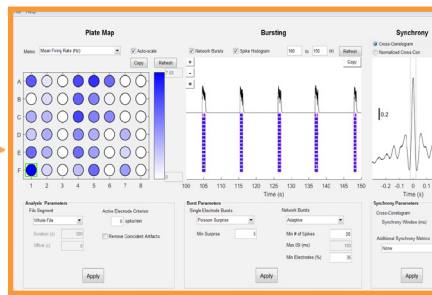 Plate Map
Bursting
Synchrony
Metric Mean Firing Rate (Hz)
Auto-scale
Copy Refresh
Network Bursts Spike Histogram 100 to 150 (s) Refresh
Copy
Cross-Correlogram
Normalized Cross-Corr.
A
B
C
D
E
F
1 2 3 4 5 6 7 8
100 105 110 115 120 125 130 135 140 145 150
Time (s)
0.2
-0.2 -0.1 0 0.1
Time (s)
Analysis Parameters
File Segment
Whole File
Duration (s)
Offset (s) 0
Active Electrode Criterion
spks/min
Remove Coincident Artifacts
Apply
Burst Parameters
Single Electrode Bursts
Poisson Surprise
Min Surprise 5
Network Bursts
Adaptive
Min # of Spikes
Max ISI (ms) 100
Min Electrodes (%)
Apply
Synchrony Parameters
Cross-Correlogram
Synchrony Window (ms)
Additional Synchrony Metrics
None
Apply